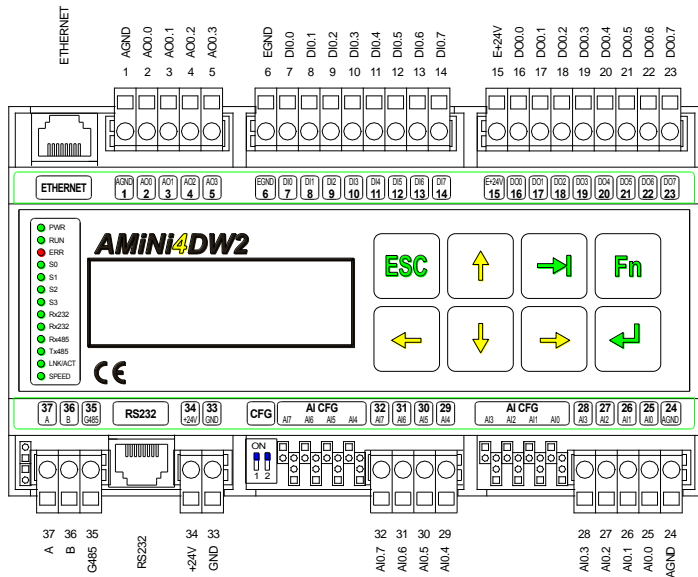 ETHERNET
AGND AO0.0 AO0.1 AO0.2 AO0.3 EGND DI0.0 DI0.1 DI0.2 DI0.3 DI0.4 DI0.5 DI0.6 DI0.7 E+24V DO0.0 DO0.1 DO0.2 DO0.3 DO0.4 DO0.5 DO0.6 DO0.7
1 2 3 4 5 6 7 8 9 10 11 12 13 14 15 16 17 18 19 20 21 22 23
ETHERNET AGND AO0 AO1 AO2 AO3 EGND DI0 DI1 DI2 DI3 DI4 DI5 DI6 DI7 E+24V DO0 DO1 DO2 DO3 DO4 DO5 DO6 DO7
1 2 3 4 5 6 7 8 9 10 11 12 13 14 15 16 17 18 19 20 21 22 23
PWR
RUN
ERR
S0
S1
S2
S3
Rx232
Rx232
Rx485
Tx485
LNK/ACT
SPEED
AMiNi4DW2
CE
ESC
Fn
37 36 35 RS232 34 33 CFG AI CFG 32 31 30 29 AI CFG 28 27 26 25 24
A B G485 +24V GND AI7 AI6 AI5 AI4 AI7 AI6 AI5 AI4 AI3 AI2 AI1 AI0 AI3 AI2 AI1 AI0 AGND
ON
1 2
37 36 35 RS232 34 33 32 31 30 29 28 27 26 25 24
A B G485 +24V GND AI0.7 AI0.6 AI0.5 AI0.4 AI0.3 AI0.2 AI0.1 AI0.0 AGND